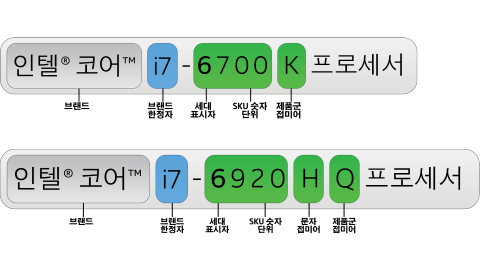 인텔® 코어™ i7 - 6700 K 프로세서
브랜드 브랜드 한정자 세대 표시자 SKU 숫자 단위 제품군 접미어
인텔® 코어™ i7 - 6920 H Q 프로세서
브랜드 브랜드 한정자 세대 표시자 SKU 숫자 단위 문자 접미어 제품군 접미어